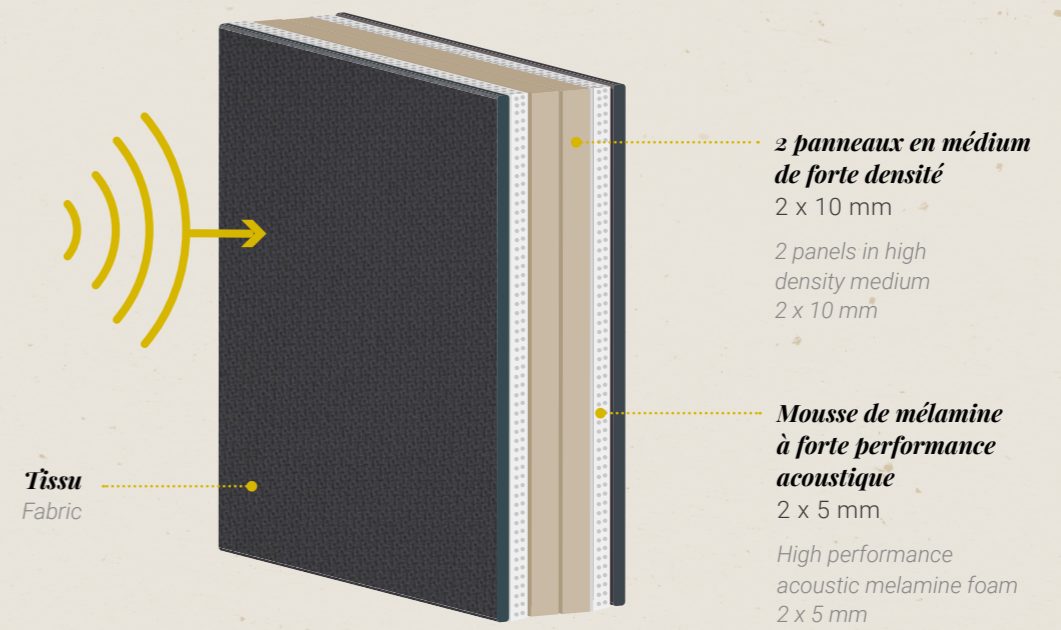 2 panneaux en médium
de forte densité
2 x 10 mm
2 panels in high
density medium
2 x 10 mm
Mousse de mélamine
à forte performance
acoustique
2 x 5 mm
High performance
acoustic melamine foam
2 x 5 mm
Tissu
Fabric